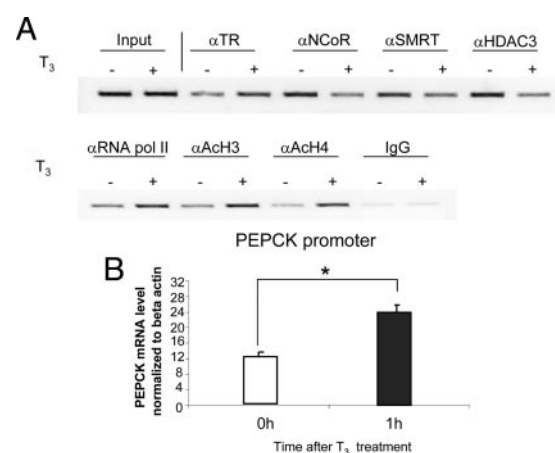 A
Input αTR αNCoR αSMRT αHDAC3
T3 - + - + - + - + - +
αRNA pol II αAcH3 αAcH4 IgG
T3 - + - + - + - +
PEPCK promoter
B
*
PEPCK mRNA level
normalized to beta actin
32
28
24
20
16
12
8
4
0
0h 1h
Time after T3 treatment